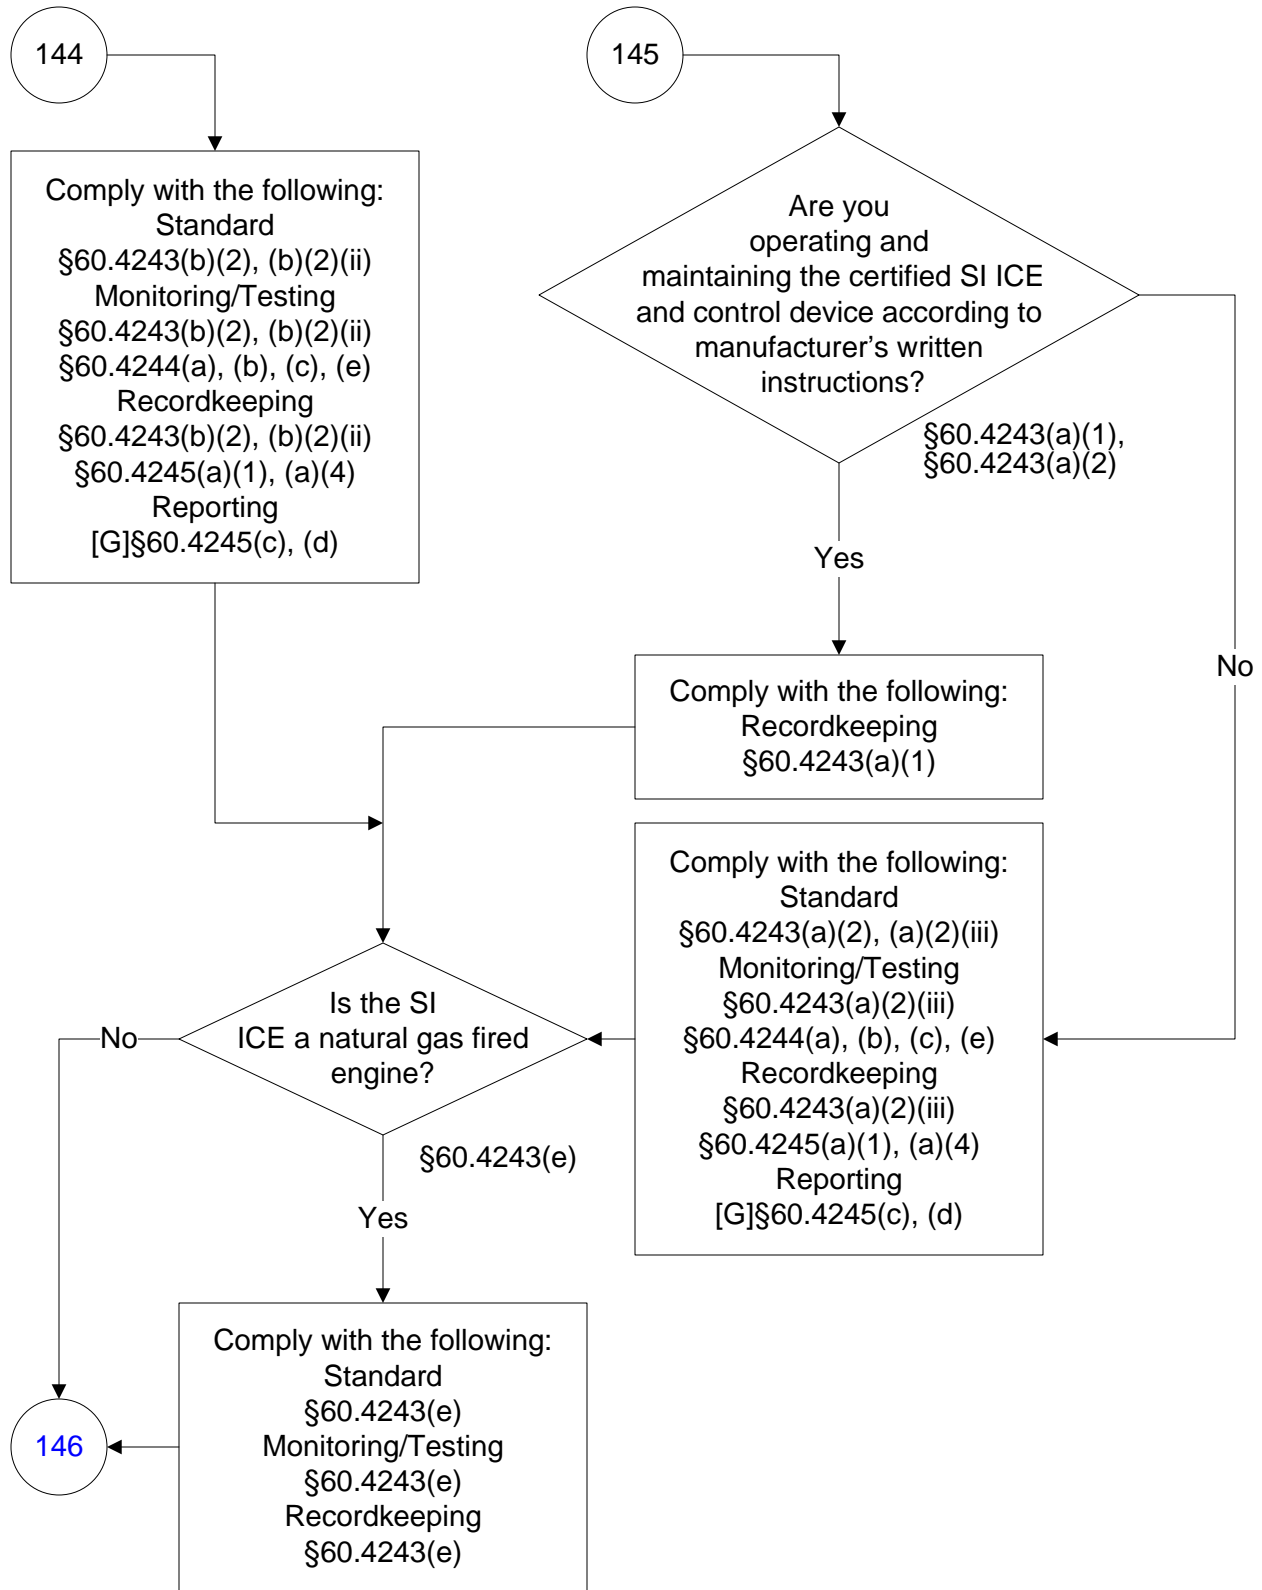 144
145
Comply with the following:
Standard
§60.4243(b)(2), (b)(2)(ii)
Monitoring/Testing
§60.4243(b)(2), (b)(2)(ii)
§60.4244(a), (b), (c), (e)
Recordkeeping
§60.4243(b)(2), (b)(2)(ii)
§60.4245(a)(1), (a)(4)
Reporting
[G]§60.4245(c), (d)
Are you
operating and
maintaining the certified SI ICE
and control device according to
manufacturer’s written
instructions?
§60.4243(a)(1),
§60.4243(a)(2)
Yes
No
Comply with the following:
Recordkeeping
§60.4243(a)(1)
Comply with the following:
Standard
§60.4243(a)(2), (a)(2)(iii)
Monitoring/Testing
§60.4243(a)(2)(iii)
§60.4244(a), (b), (c), (e)
Recordkeeping
§60.4243(a)(2)(iii)
§60.4245(a)(1), (a)(4)
Reporting
[G]§60.4245(c), (d)
Is the SI
ICE a natural gas fired
engine?
No
§60.4243(e)
Yes
Comply with the following:
Standard
§60.4243(e)
Monitoring/Testing
§60.4243(e)
Recordkeeping
§60.4243(e)
146